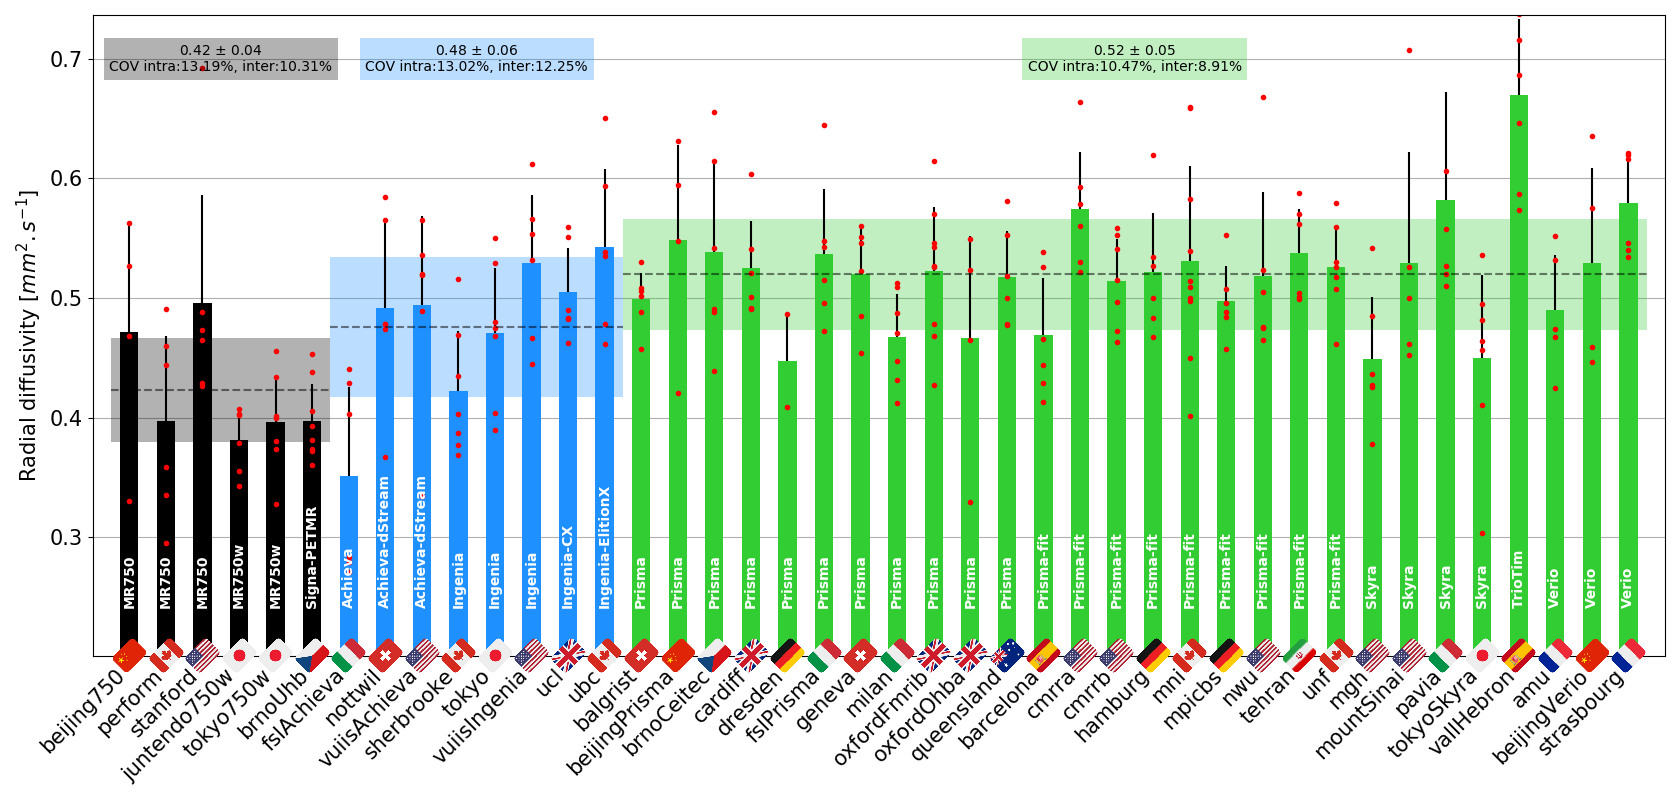 0.42 ± 0.04
COV intra:13.19%, inter:10.31%
0.48 ± 0.06
COV intra:13.02%, inter:12.25%
0.52 ± 0.05
COV intra:10.47%, inter:8.91%
Radial diffusivity [mm².s⁻¹]
0.7
0.6
0.5
0.4
0.3
MR750
MR750
MR750
MR750w
MR750w
Signa-PETMR
Achieva
Achieva-dStream
Achieva-dStream
Ingenia
Ingenia
Ingenia
Ingenia-CX
Ingenia-ElitionX
Prisma
Prisma
Prisma
Prisma
Prisma
Prisma
Prisma
Prisma
Prisma
Prisma
Prisma
Prisma-fit
Prisma-fit
Prisma-fit
Prisma-fit
Prisma-fit
Prisma-fit
Prisma-fit
Prisma-fit
Prisma-fit
Skyra
Skyra
Skyra
Skyra
TrioTim
Verio
Verio
Verio
beijing750
perform
stanford
juntendo750w
tokyo750w
brnoUhb
fslAchieva
nottwil
vuiisAchieva
sherbrooke
tokyo
vuiisIngenia
ucl
ubc
balgrist
beijingPrisma
brnoCeitec
cardiff
dresden
fslPrisma
geneva
milan
oxfordFmrib
oxfordOhba
queensland
barcelona
cmrra
cmrrb
hamburg
mni
mpicbs
nwu
tehran
unf
mgh
mountSinai
pavia
tokyoSkyra
vallHebron
amu
beijingVerio
strasbourg